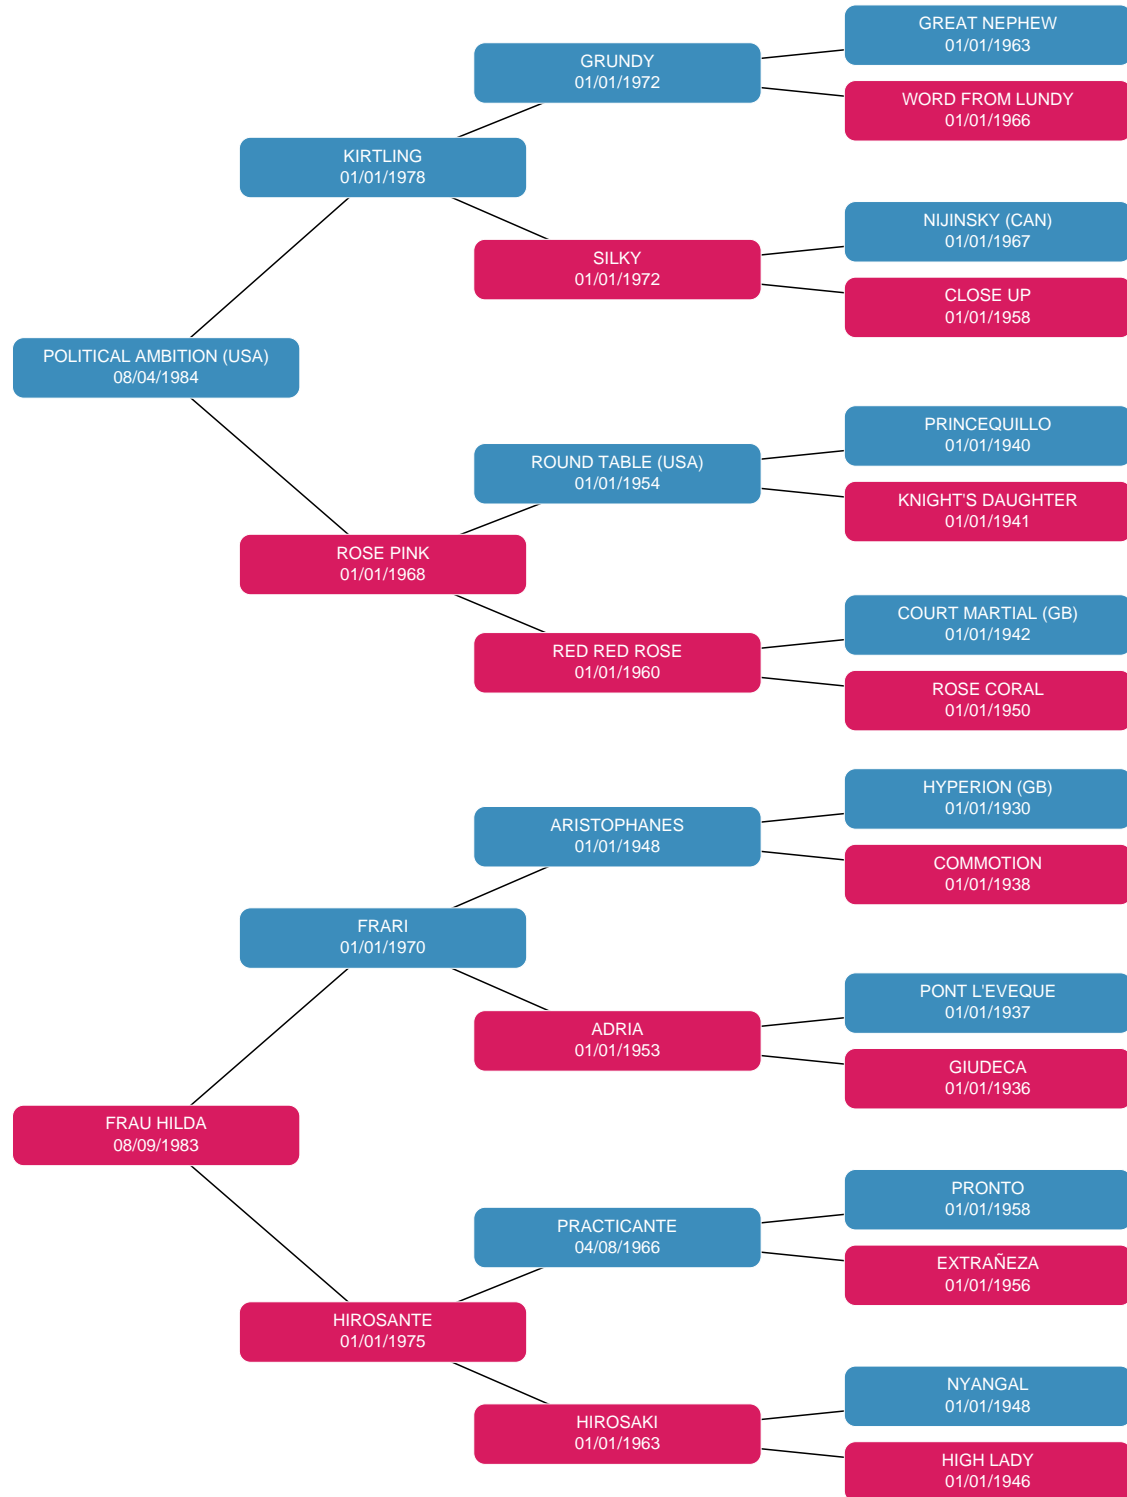 GREAT NEPHEW
01/01/1963
GRUNDY
01/01/1972
WORD FROM LUNDY
01/01/1966
KIRTLING
01/01/1978
NIJINSKY (CAN)
01/01/1967
SILKY
01/01/1972
CLOSE UP
01/01/1958
POLITICAL AMBITION (USA)
08/04/1984
PRINCEQUILLO
01/01/1940
ROUND TABLE (USA)
01/01/1954
KNIGHT'S DAUGHTER
01/01/1941
ROSE PINK
01/01/1968
COURT MARTIAL (GB)
01/01/1942
RED RED ROSE
01/01/1960
ROSE CORAL
01/01/1950
HYPERION (GB)
01/01/1930
ARISTOPHANES
01/01/1948
COMMOTION
01/01/1938
FRARI
01/01/1970
PONT L'EVEQUE
01/01/1937
ADRIA
01/01/1953
GIUDECA
01/01/1936
FRAU HILDA
08/09/1983
PRONTO
01/01/1958
PRACTICANTE
04/08/1966
EXTRAÑEZA
01/01/1956
HIROSANTE
01/01/1975
NYANGAL
01/01/1948
HIROSAKI
01/01/1963
HIGH LADY
01/01/1946